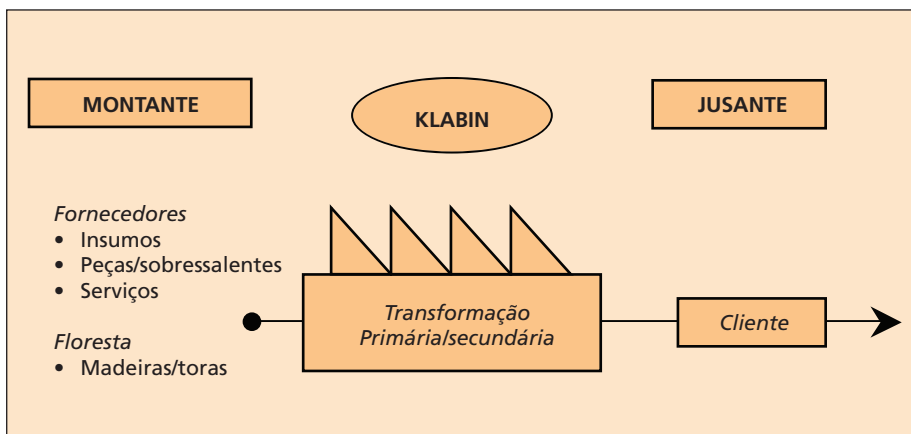 MONTANTE
KLABIN
JUSANTE
Fornecedores
• Insumos
• Peças/sobressalentes
• Serviços
Floresta
• Madeiras/toras
Transformação
Primária/secundária
Cliente